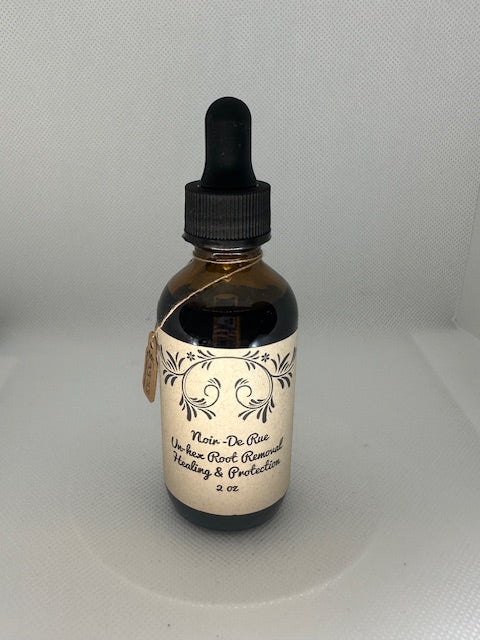 Noir-De Rue
Un-hex Root Removal
Healing & Protection
2 oz